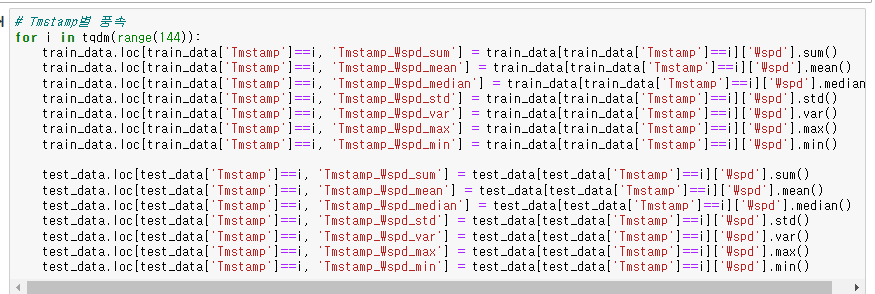 # Tmstamp별 풍속
for i in tqdm(range(144)):
train_data.loc[train_data['Tmstamp']==i, 'Tmstamp_Wspd_sum'] = train_data[train_data['Tmstamp']==i]['Wspd'].sum()
train_data.loc[train_data['Tmstamp']==i, 'Tmstamp_Wspd_mean'] = train_data[train_data['Tmstamp']==i]['Wspd'].mean()
train_data.loc[train_data['Tmstamp']==i, 'Tmstamp_Wspd_median'] = train_data[train_data['Tmstamp']==i]['Wspd'].median
train_data.loc[train_data['Tmstamp']==i, 'Tmstamp_Wspd_std'] = train_data[train_data['Tmstamp']==i]['Wspd'].std()
train_data.loc[train_data['Tmstamp']==i, 'Tmstamp_Wspd_var'] = train_data[train_data['Tmstamp']==i]['Wspd'].var()
train_data.loc[train_data['Tmstamp']==i, 'Tmstamp_Wspd_max'] = train_data[train_data['Tmstamp']==i]['Wspd'].max()
train_data.loc[train_data['Tmstamp']==i, 'Tmstamp_Wspd_min'] = train_data[train_data['Tmstamp']==i]['Wspd'].min()
test_data.loc[test_data['Tmstamp']==i, 'Tmstamp_Wspd_sum'] = test_data[test_data['Tmstamp']==i]['Wspd'].sum()
test_data.loc[test_data['Tmstamp']==i, 'Tmstamp_Wspd_mean'] = test_data[test_data['Tmstamp']==i]['Wspd'].mean()
test_data.loc[test_data['Tmstamp']==i, 'Tmstamp_Wspd_median'] = test_data[test_data['Tmstamp']==i]['Wspd'].median()
test_data.loc[test_data['Tmstamp']==i, 'Tmstamp_Wspd_std'] = test_data[test_data['Tmstamp']==i]['Wspd'].std()
test_data.loc[test_data['Tmstamp']==i, 'Tmstamp_Wspd_var'] = test_data[test_data['Tmstamp']==i]['Wspd'].var()
test_data.loc[test_data['Tmstamp']==i, 'Tmstamp_Wspd_max'] = test_data[test_data['Tmstamp']==i]['Wspd'].max()
test_data.loc[test_data['Tmstamp']==i, 'Tmstamp_Wspd_min'] = test_data[test_data['Tmstamp']==i]['Wspd'].min()